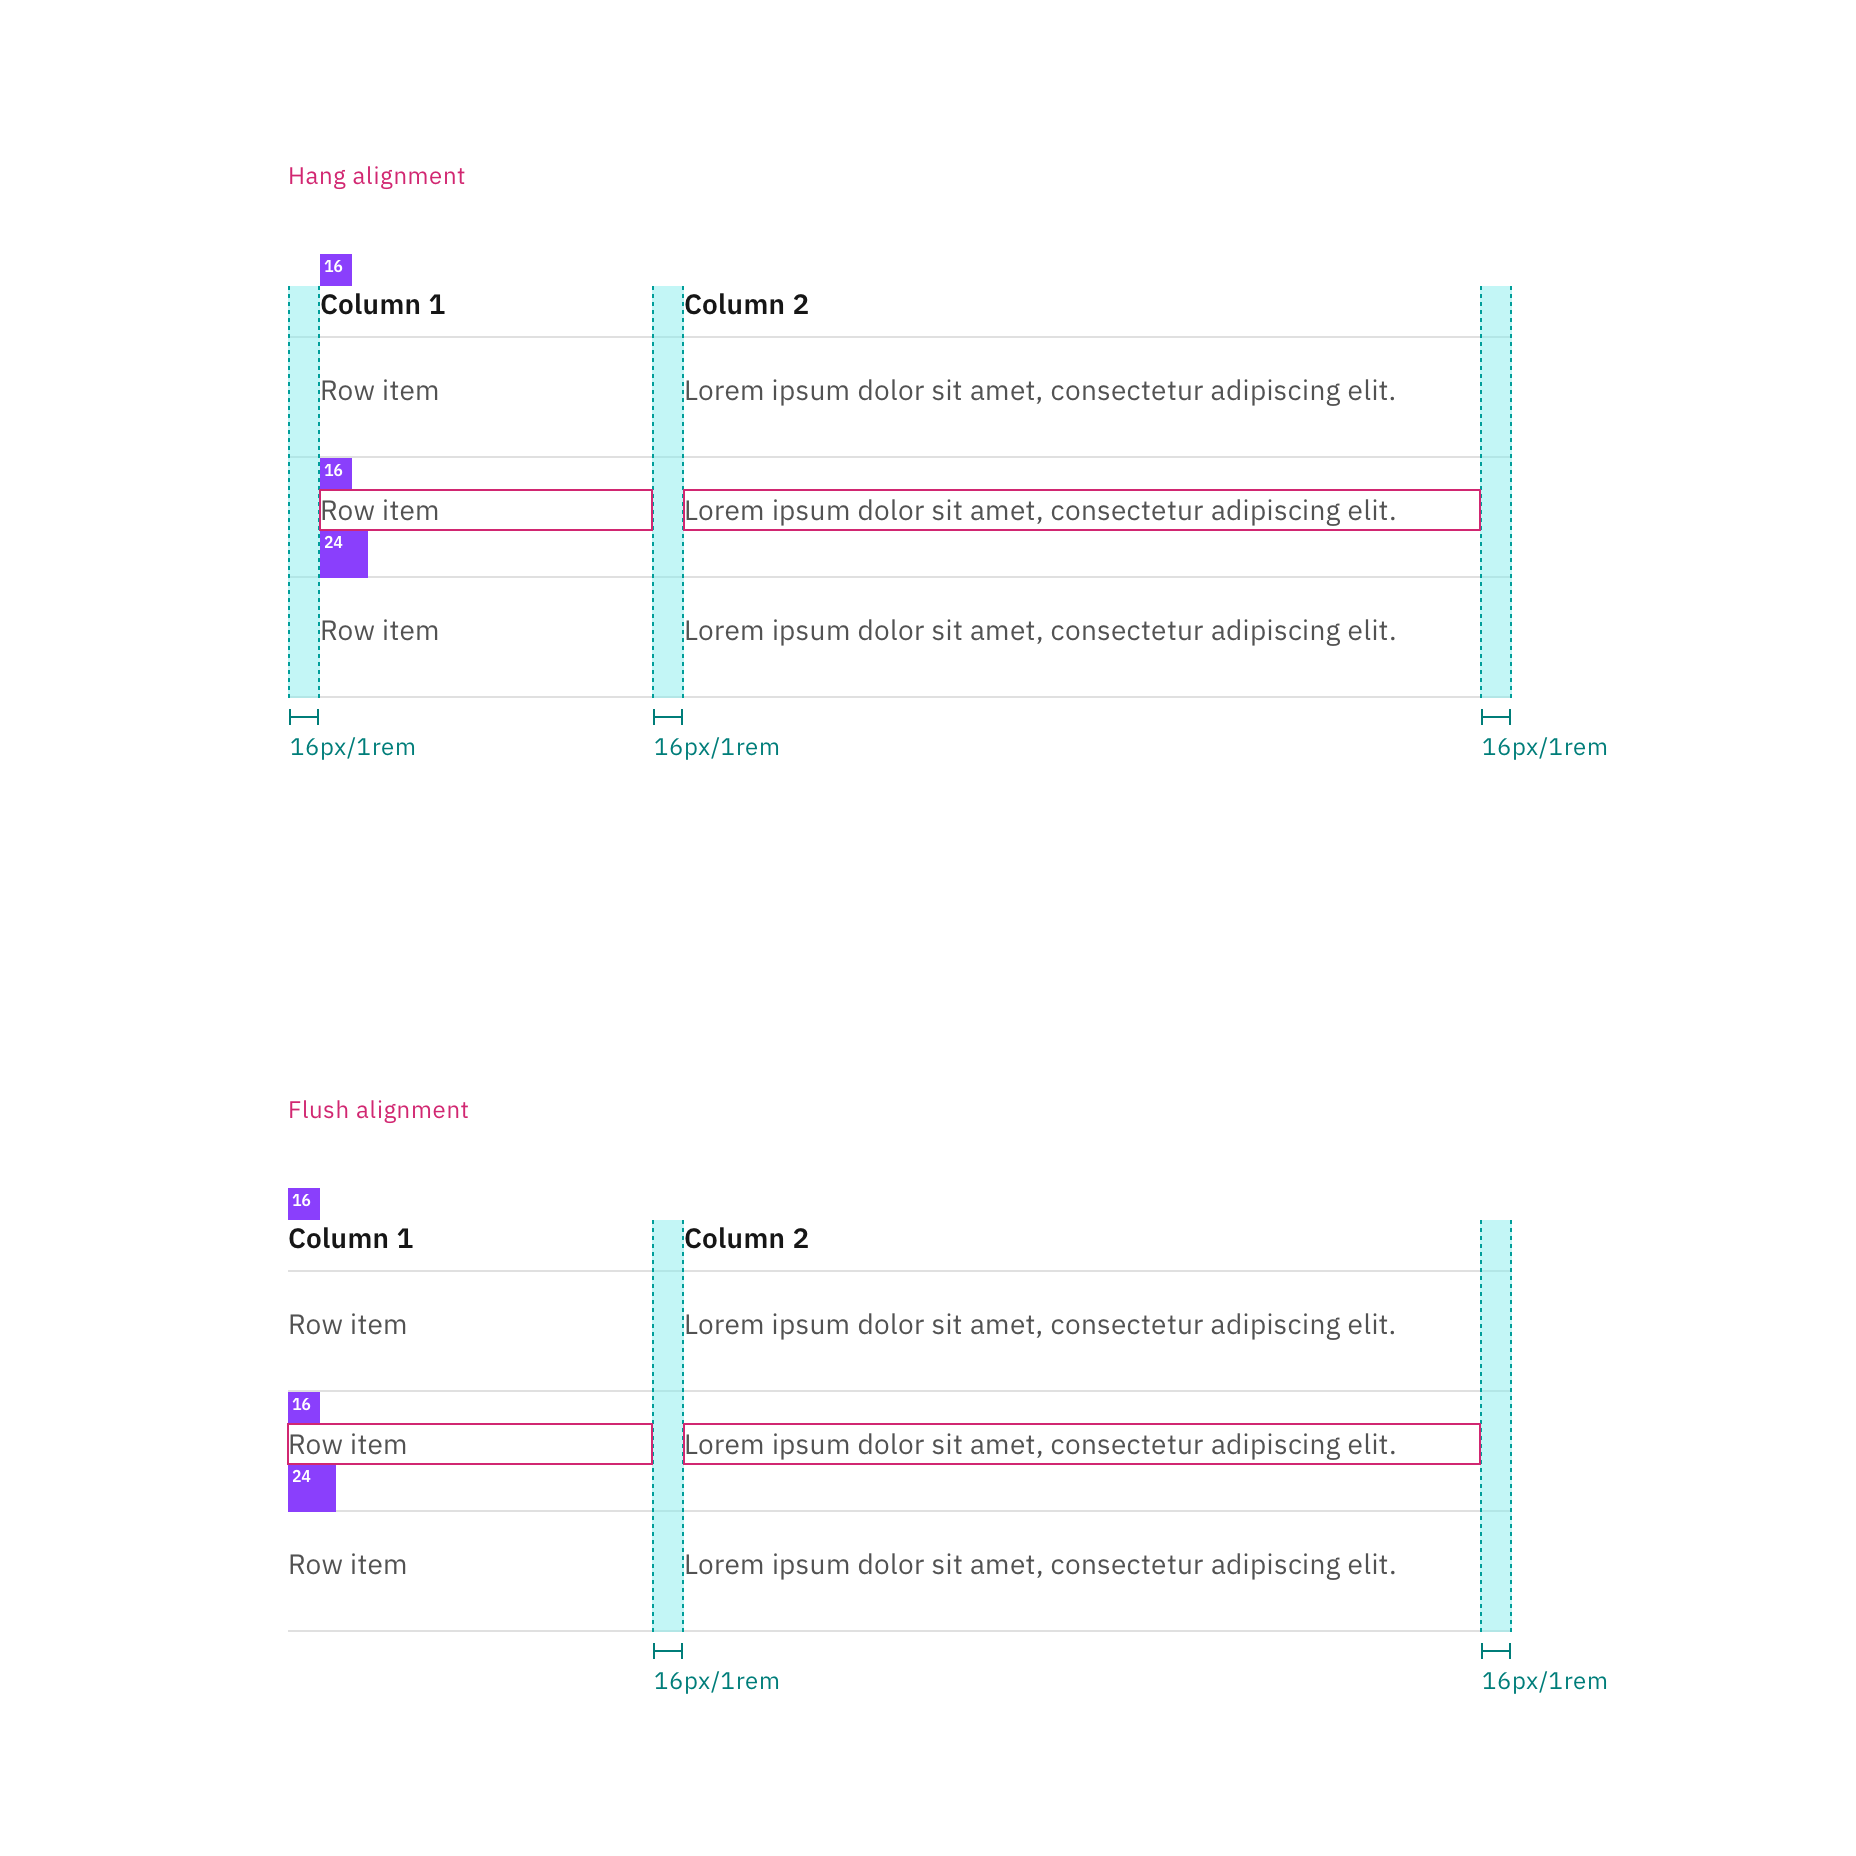 Hang alignment
16
Column 1 Column 2
Row item Lorem ipsum dolor sit amet, consectetur adipiscing elit.
16
Row item Lorem ipsum dolor sit amet, consectetur adipiscing elit.
24
Row item Lorem ipsum dolor sit amet, consectetur adipiscing elit.
16px/1rem 16px/1rem 16px/1rem
Flush alignment
16
Column 1 Column 2
Row item Lorem ipsum dolor sit amet, consectetur adipiscing elit.
16
Row item Lorem ipsum dolor sit amet, consectetur adipiscing elit.
24
Row item Lorem ipsum dolor sit amet, consectetur adipiscing elit.
16px/1rem 16px/1rem